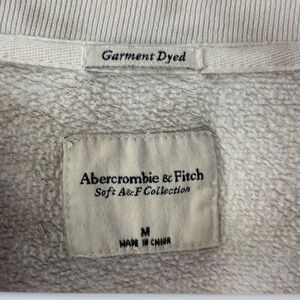 Garment Dyed
Abercrombie & Fitch
Soft A&F Collection
M
MADE IN CHINA